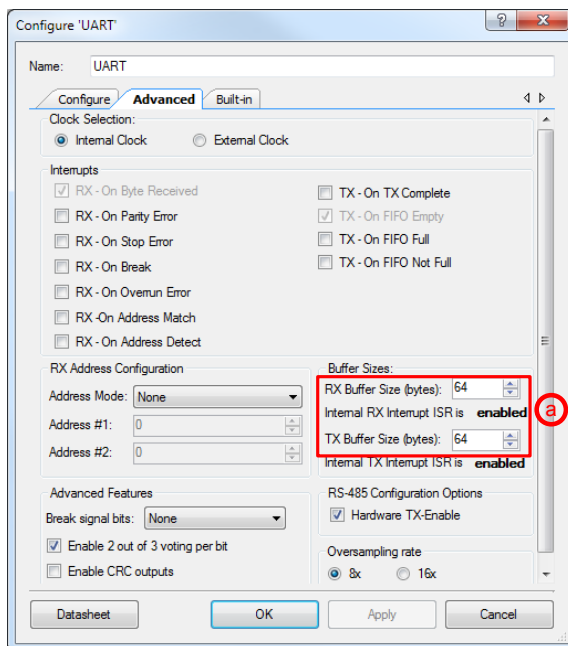 Configure 'UART'
Name: UART
Configure Advanced Built-in
Clock Selection:
Internal Clock External Clock
Interrupts
RX - On Byte Received
RX - On Parity Error
RX - On Stop Error
RX - On Break
RX - On Overrun Error
RX -On Address Match
RX - On Address Detect
TX - On TX Complete
TX - On FIFO Empty
TX - On FIFO Full
TX - On FIFO Not Full
RX Address Configuration
Address Mode: None
Address #1: 0
Address #2: 0
Buffer Sizes:
RX Buffer Size (bytes): 64
Internal RX Interrupt ISR is enabled
TX Buffer Size (bytes): 64
Internal TX Interrupt ISR is enabled
a
Advanced Features
Break signal bits: None
Enable 2 out of 3 voting per bit
Enable CRC outputs
RS-485 Configuration Options
Hardware TX-Enable
Oversampling rate
8x 16x
Datasheet OK Apply Cancel